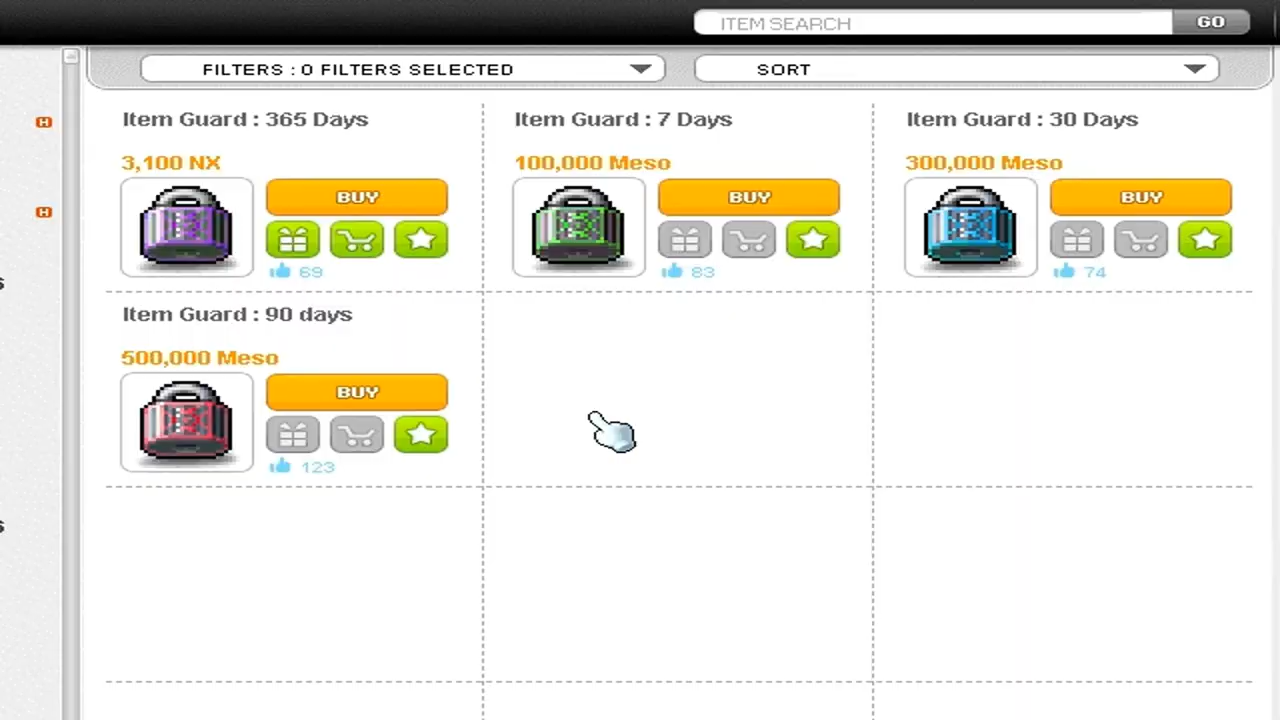 ITEM SEARCH
GO
FILTERS : 0 FILTERS SELECTED
SORT
Item Guard : 365 Days
3,100 NX
BUY
69
Item Guard : 7 Days
100,000 Meso
BUY
83
Item Guard : 30 Days
300,000 Meso
BUY
74
Item Guard : 90 days
500,000 Meso
BUY
123
H
H
s
s